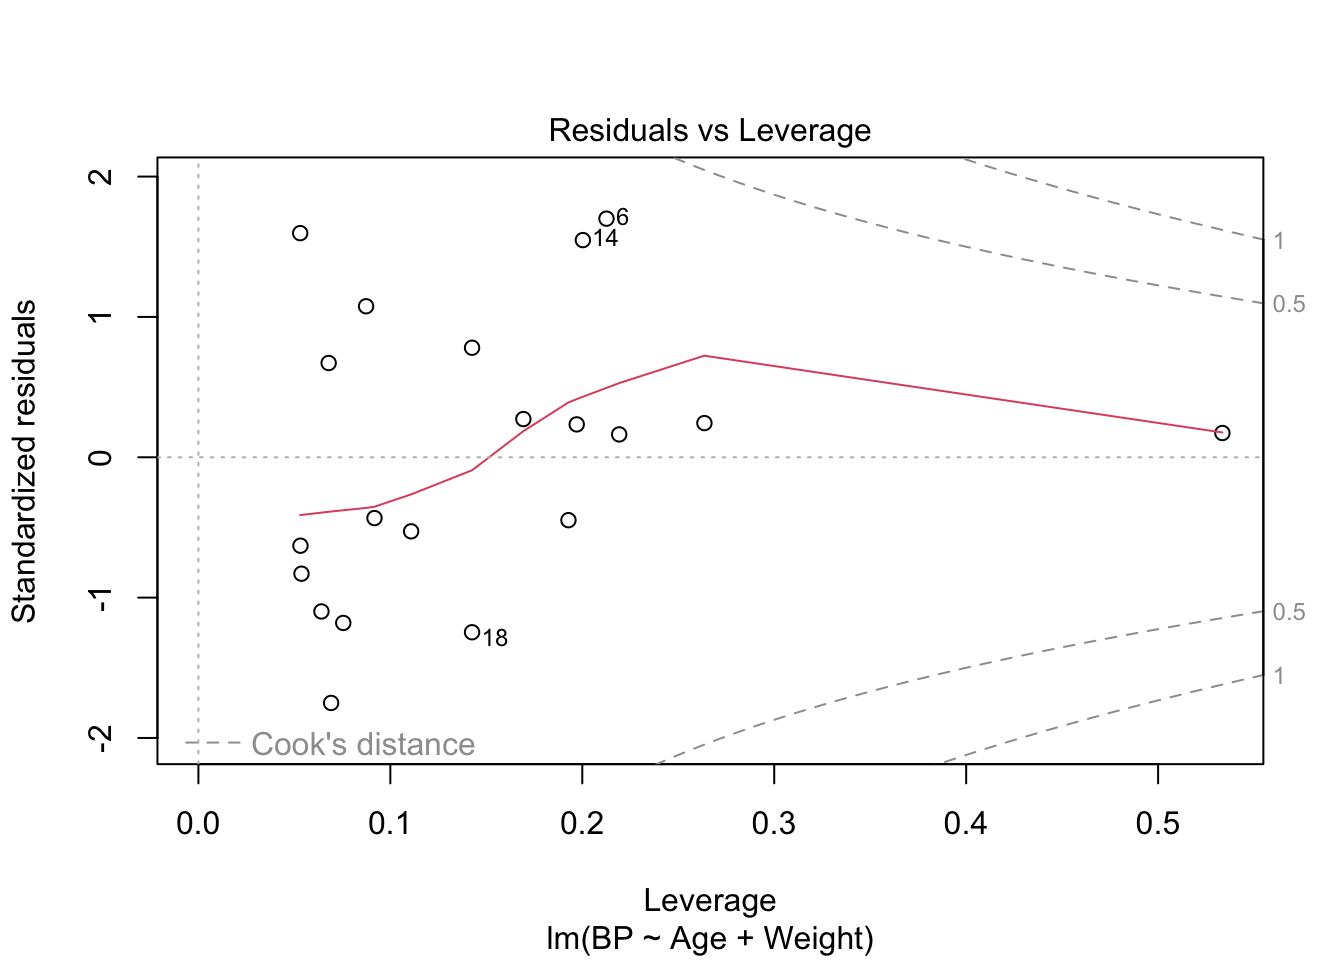 Residuals vs Leverage
Standardized residuals
2
1
0
-1
-2
6
14
18
1
0.5
0.5
1
Cook's distance
0.0 0.1 0.2 0.3 0.4 0.5
Leverage
lm(BP ~ Age + Weight)